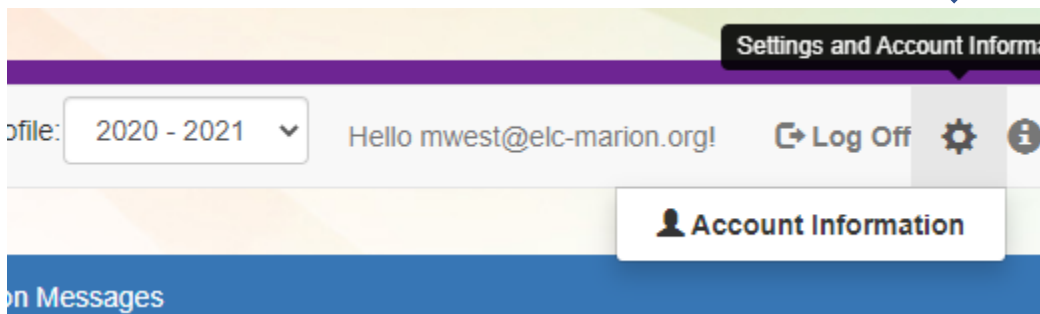 Settings and Account Informa
ofile: 2020 - 2021 Hello mwest@elc-marion.org! Log Off
Account Information
on Messages